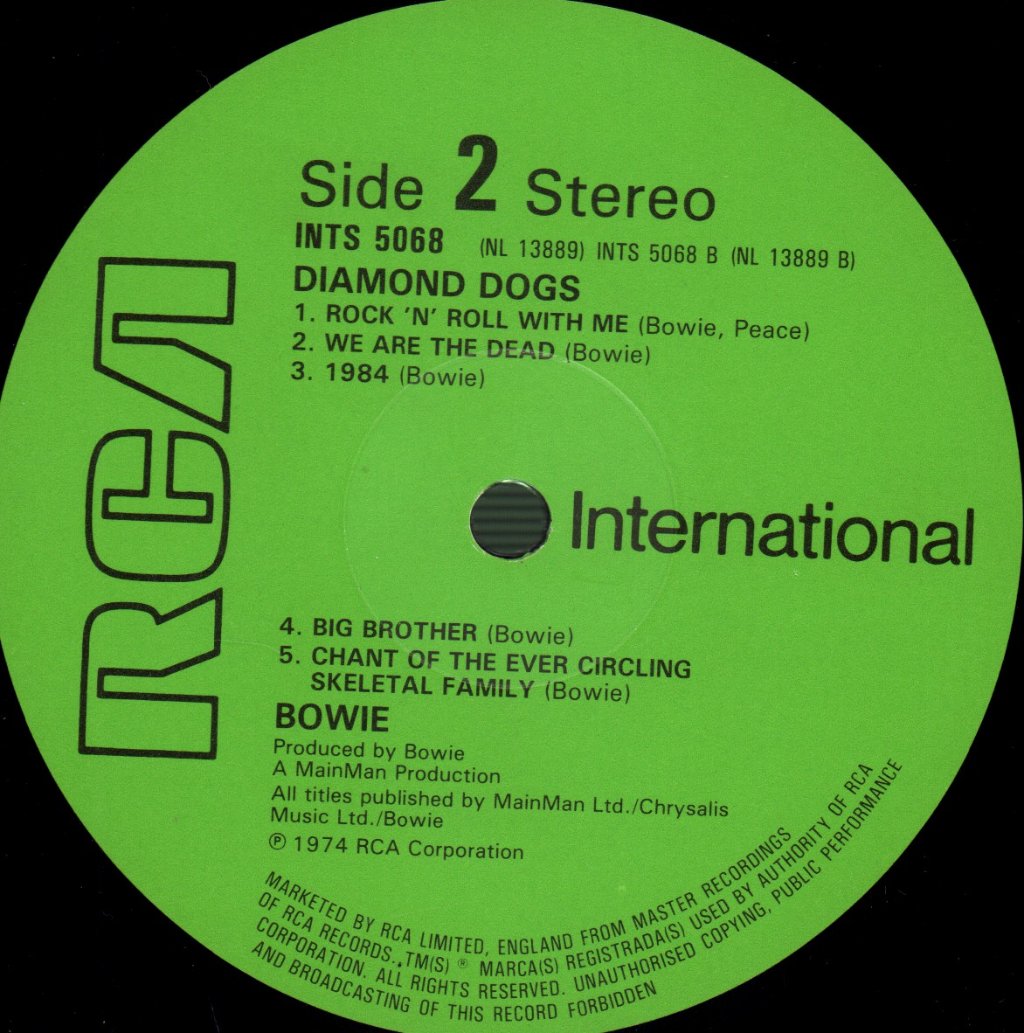 Side 2 Stereo
INTS 5068 (NL 13889) INTS 5068 B (NL 13889 B)
DIAMOND DOGS
1. ROCK 'N' ROLL WITH ME (Bowie, Peace)
2. WE ARE THE DEAD (Bowie)
3. 1984 (Bowie)
RCA
International
4. BIG BROTHER (Bowie)
5. CHANT OF THE EVER CIRCLING
SKELETAL FAMILY (Bowie)
BOWIE
Produced by Bowie
A MainMan Production
All titles published by MainMan Ltd./Chrysalis
Music Ltd./Bowie
℗ 1974 RCA Corporation
MARKETED BY RCA LIMITED, ENGLAND FROM MASTER RECORDINGS
OF RCA RECORDS. TM(S) ® MARCA(S) REGISTRADA(S) USED BY AUTHORITY OF RCA
CORPORATION. ALL RIGHTS RESERVED. UNAUTHORISED COPYING, PUBLIC PERFORMANCE
AND BROADCASTING OF THIS RECORD FORBIDDEN